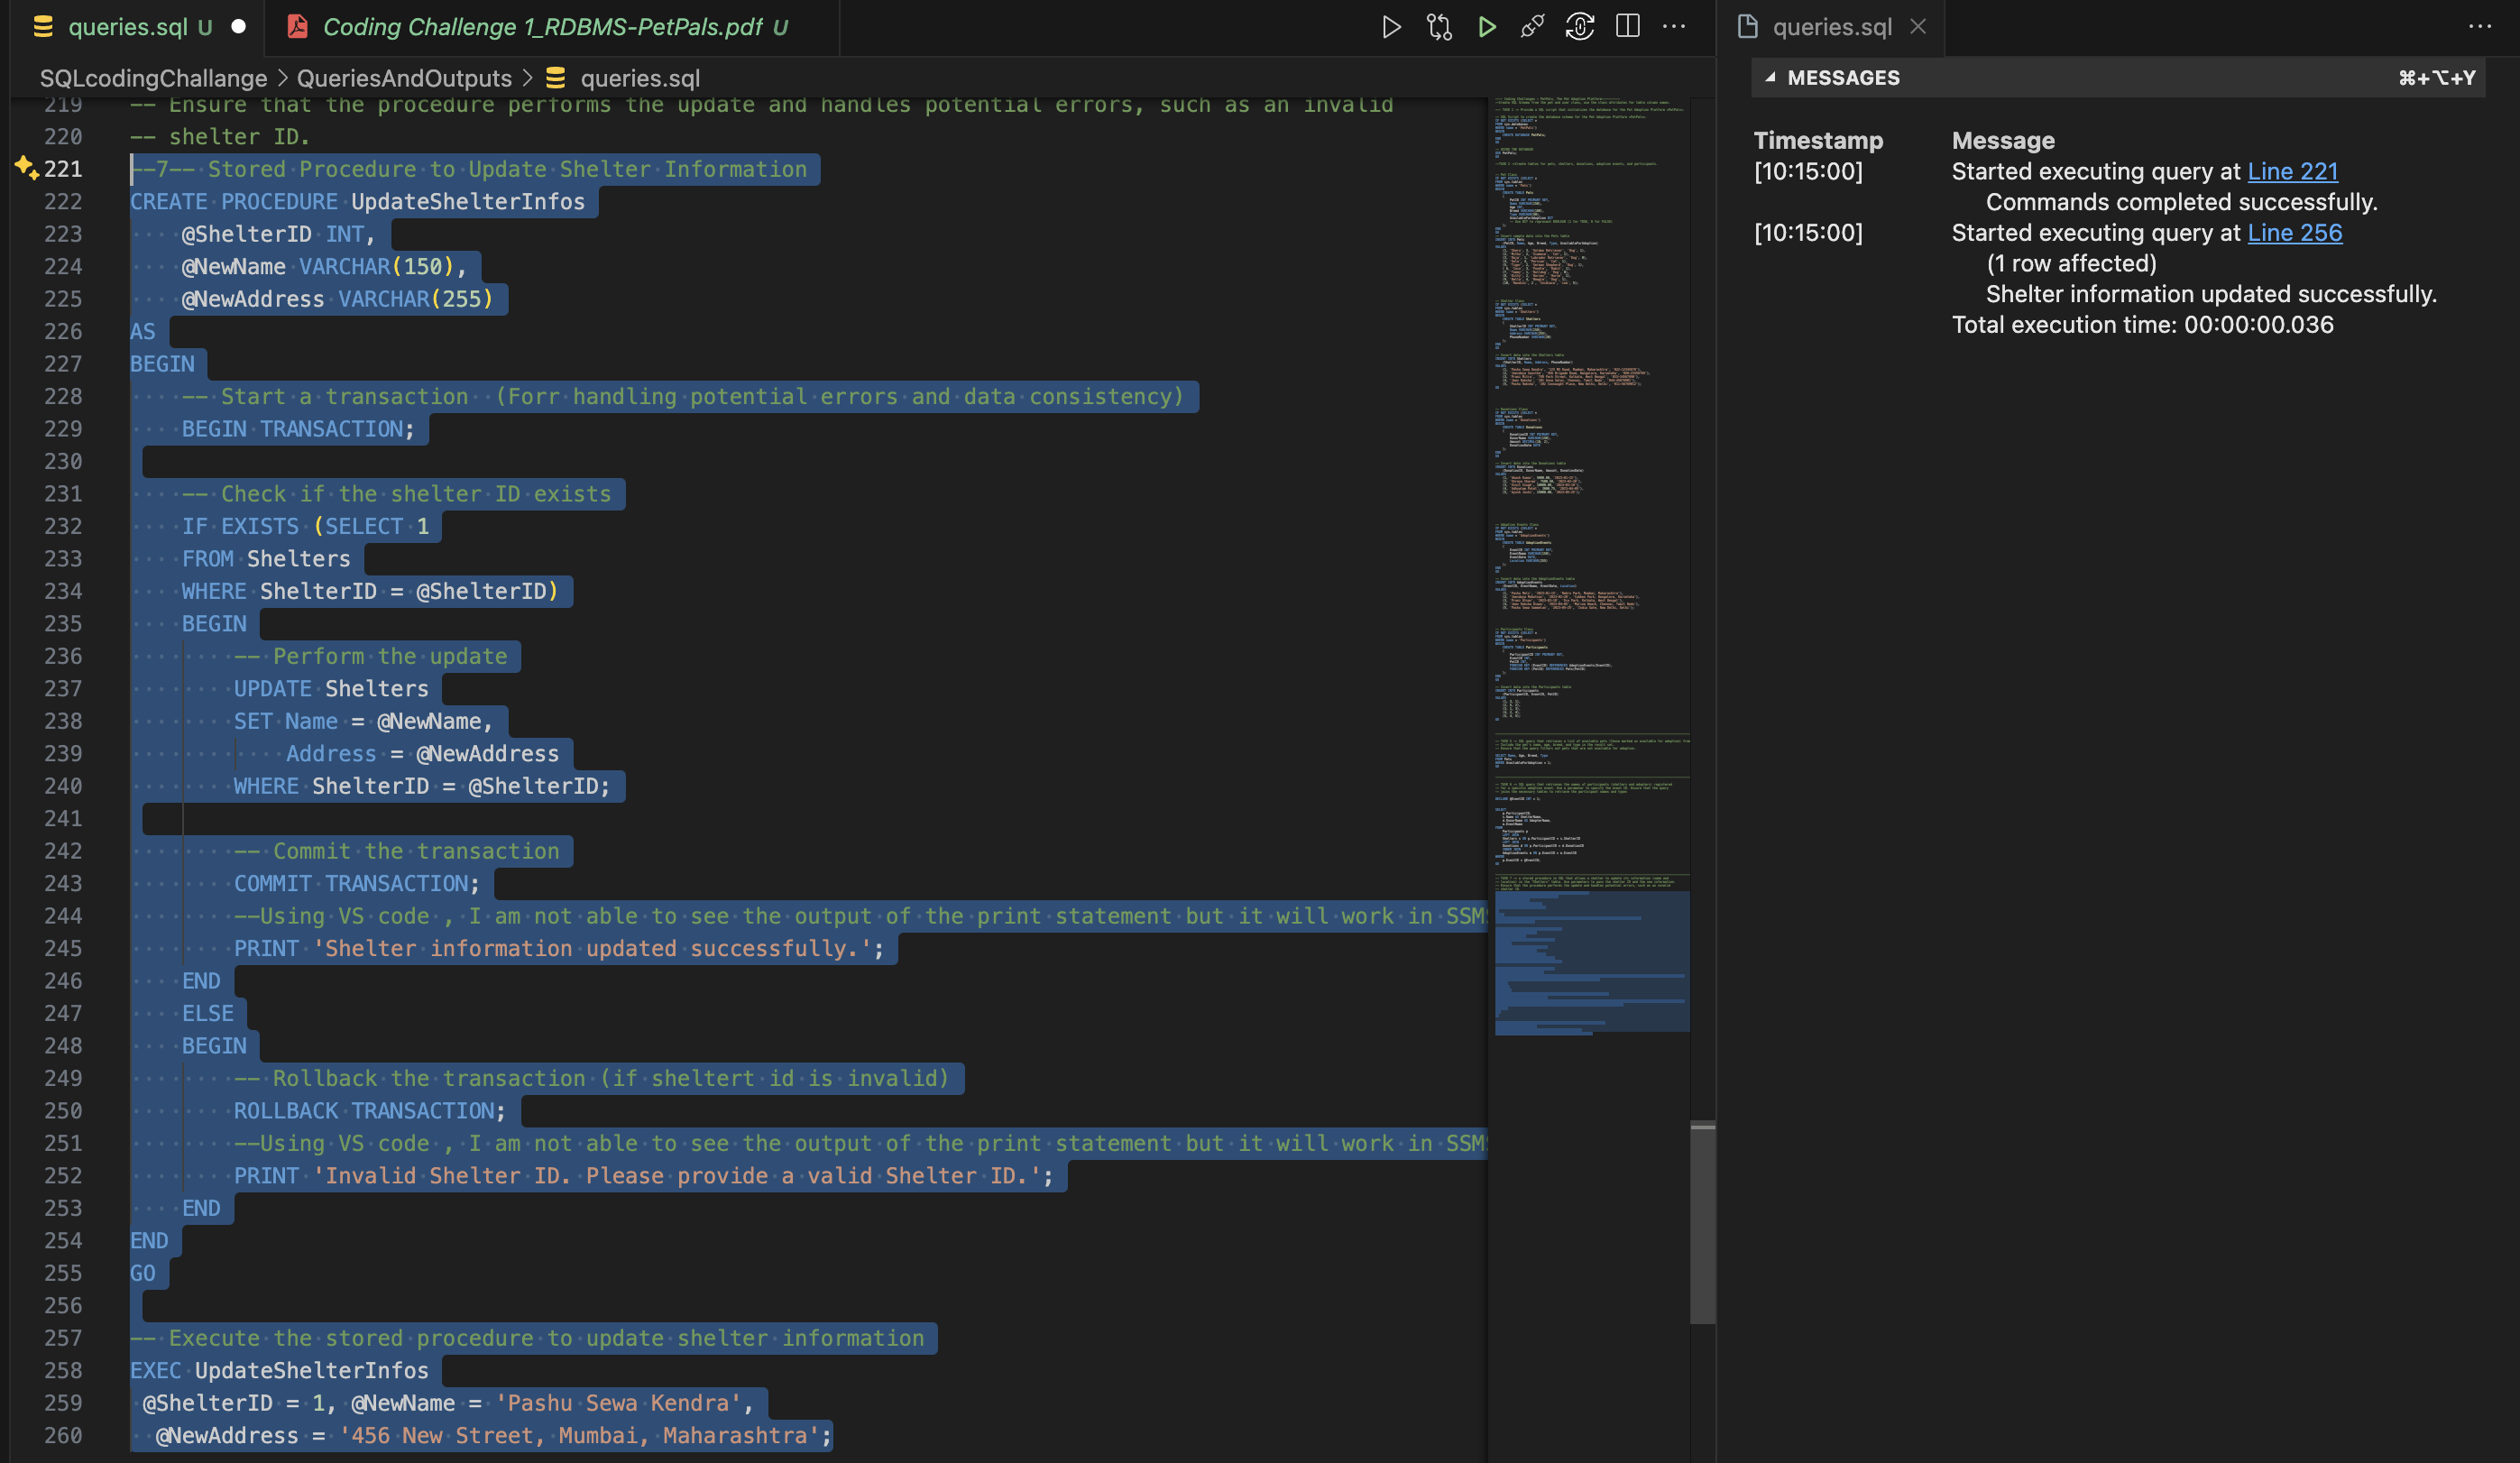 queries.sql U
Coding Challenge 1_RDBMS-PetPals.pdf U
queries.sql
SQLcodingChallange > QueriesAndOutputs > queries.sql
219 -- Ensure that the procedure performs the update and handles potential errors, such as an invalid
220 -- shelter ID.
221 --7-- Stored Procedure to Update Shelter Information
222 CREATE PROCEDURE UpdateShelterInfos
223 @ShelterID INT,
224 @NewName VARCHAR(150),
225 @NewAddress VARCHAR(255)
226 AS
227 BEGIN
228 -- Start a transaction  (Forr handling potential errors and data consistency)
229 BEGIN TRANSACTION;
230
231 -- Check if the shelter ID exists
232 IF EXISTS (SELECT 1
233 FROM Shelters
234 WHERE ShelterID = @ShelterID)
235 BEGIN
236 -- Perform the update
237 UPDATE Shelters
238 SET Name = @NewName,
239 Address = @NewAddress
240 WHERE ShelterID = @ShelterID;
241
242 -- Commit the transaction
243 COMMIT TRANSACTION;
244 --Using VS code , I am not able to see the output of the print statement but it will work in SSMS
245 PRINT 'Shelter information updated successfully.';
246 END
247 ELSE
248 BEGIN
249 -- Rollback the transaction (if sheltert id is invalid)
250 ROLLBACK TRANSACTION;
251 --Using VS code , I am not able to see the output of the print statement but it will work in SSMS
252 PRINT 'Invalid Shelter ID. Please provide a valid Shelter ID.';
253 END
254 END
255 GO
256
257 -- Execute the stored procedure to update shelter information
258 EXEC UpdateShelterInfos
259 @ShelterID = 1, @NewName = 'Pashu Sewa Kendra',
260 @NewAddress = '456 New Street, Mumbai, Maharashtra';
MESSAGES ⌘+⌥+Y
Timestamp Message
[10:15:00] Started executing query at Line 221
Commands completed successfully.
[10:15:00] Started executing query at Line 256
(1 row affected)
Shelter information updated successfully.
Total execution time: 00:00:00.036